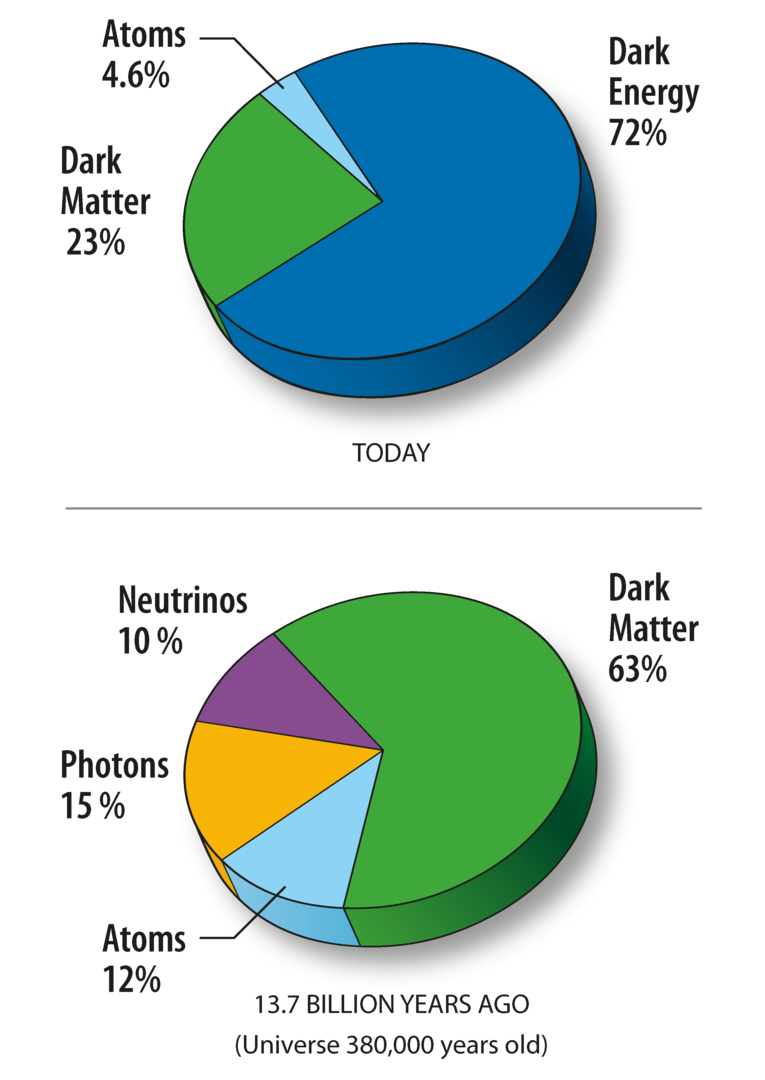 Atoms
4.6%
Dark
Energy
72%
Dark
Matter
23%
TODAY
Neutrinos
10 %
Dark
Matter
63%
Photons
15 %
Atoms
12%
13.7 BILLION YEARS AGO
(Universe 380,000 years old)